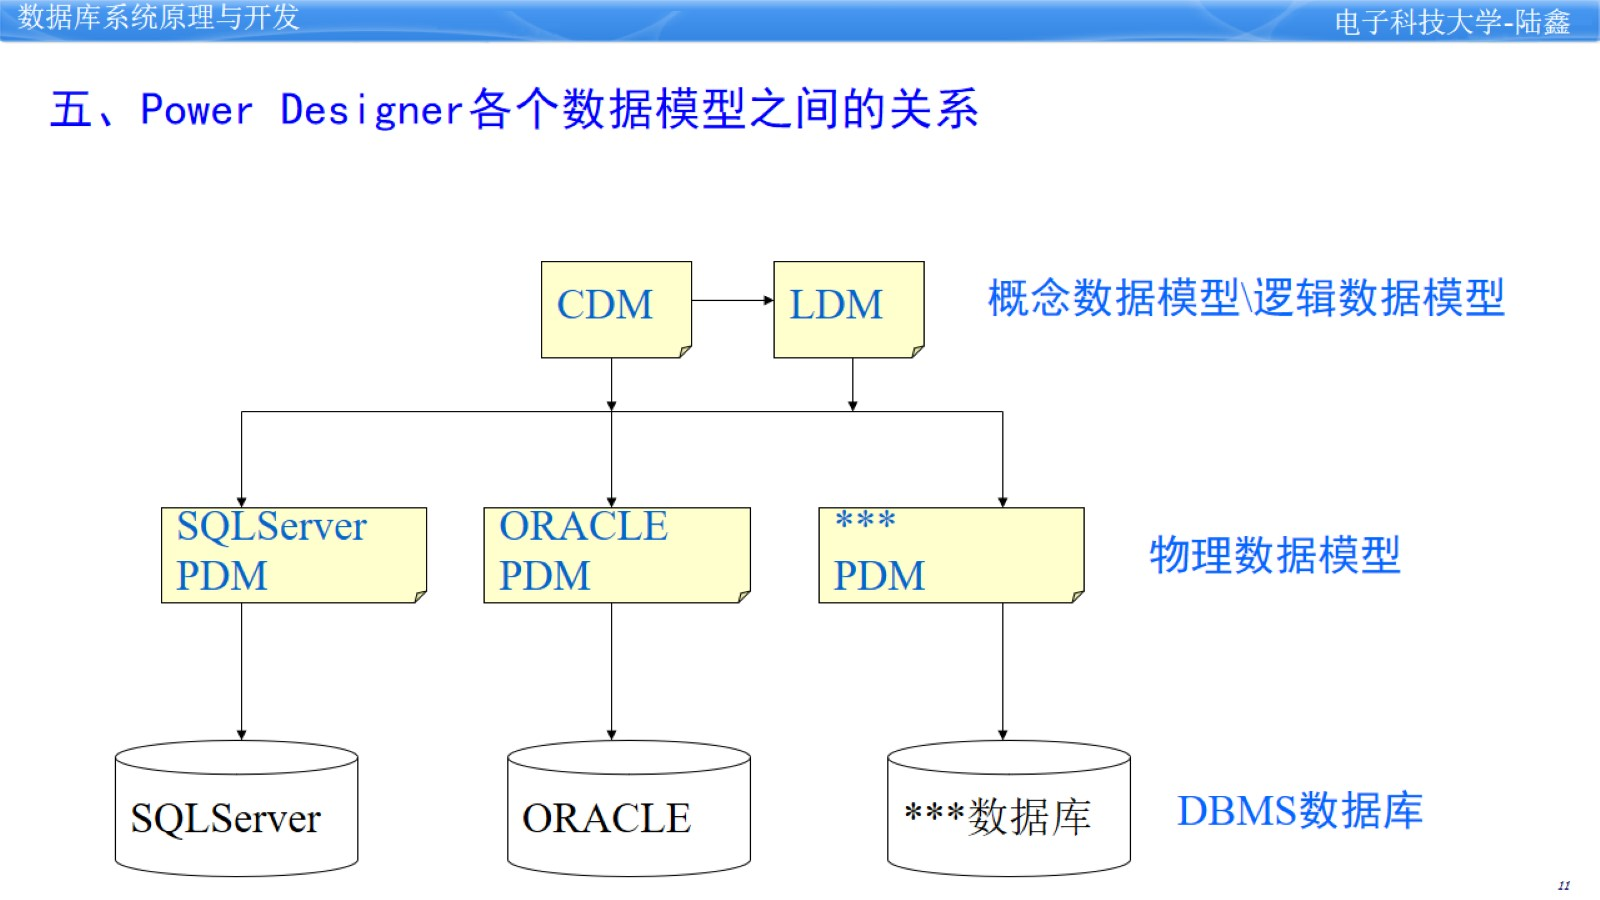 数据库系统原理与开发
电子科技大学-陆鑫
五、Power Designer各个数据模型之间的关系
CDM
LDM
概念数据模型\逻辑数据模型
SQLServer
PDM
ORACLE
PDM
***
PDM
物理数据模型
SQLServer
ORACLE
***数据库
DBMS数据库
11